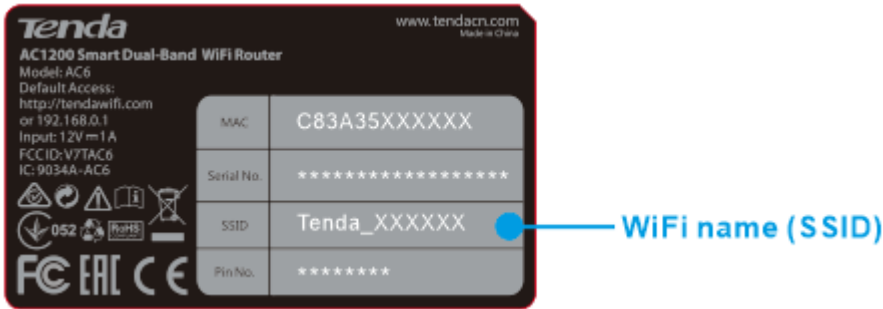 Tenda
www.tendacn.com
Made in China
AC1200 Smart Dual-Band WiFi Router
Model: AC6
Default Access:
http://tendawifi.com
or 192.168.0.1
Input: 12V⎓1A
FCC ID: V7TAC6
IC: 9034A-AC6
052 RoHS
FC EAC CE
MAC C83A35XXXXXX
Serial No. ******************
SSID Tenda_XXXXXX
Pin No. ********
WiFi name (SSID)